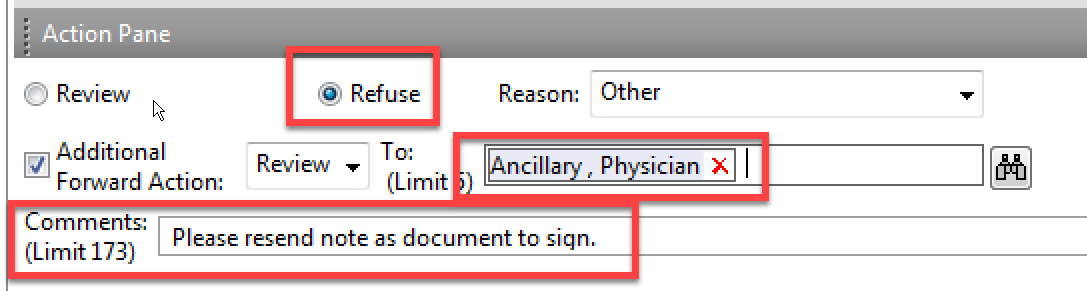 Action Pane
Review Refuse Reason: Other
Additional Forward Action: Review To: (Limit 5) Ancillary , Physician
Comments: (Limit 173) Please resend note as document to sign.